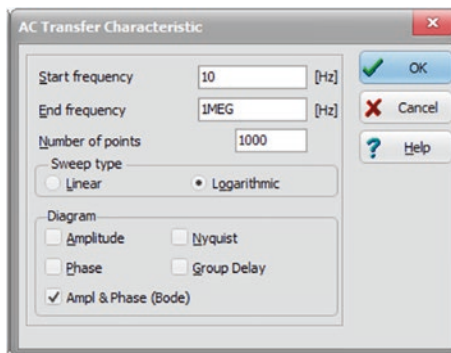 AC Transfer Characteristic
Start frequency 10 [Hz]
End frequency 1MEG [Hz]
Number of points 1000
Sweep type
Linear Logarithmic
Diagram
Amplitude Nyquist
Phase Group Delay
Ampl & Phase (Bode)
OK
Cancel
Help